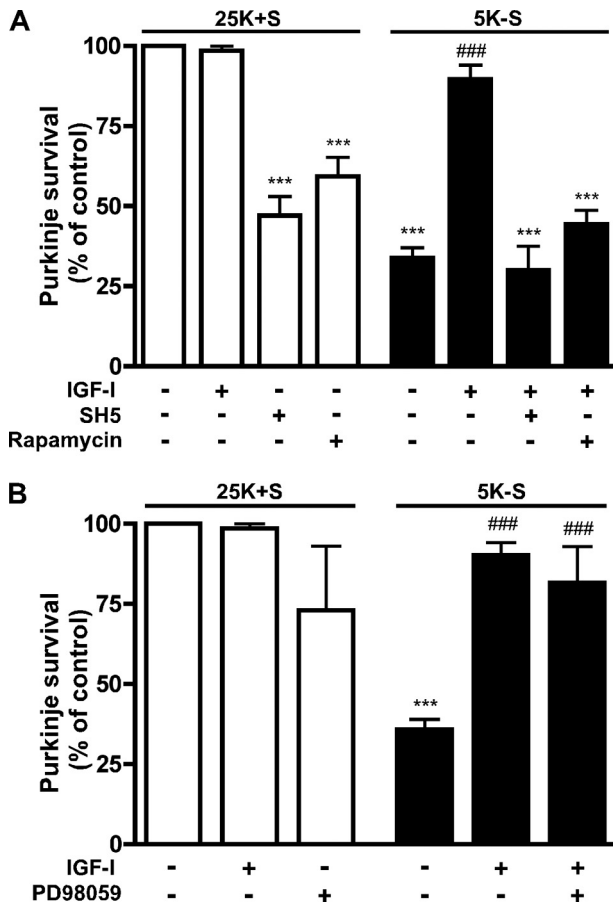 A
25K+S 5K-S
Purkinje survival
(% of control)
100
75
50
25
0
*** *** *** ### *** ***
IGF-I - + - - - + + +
SH5 - - + - - - + -
Rapamycin - - - + - - - +
B
25K+S 5K-S
Purkinje survival
(% of control)
100
75
50
25
0
*** ### ###
IGF-I - + - - + +
PD98059 - - + - - +